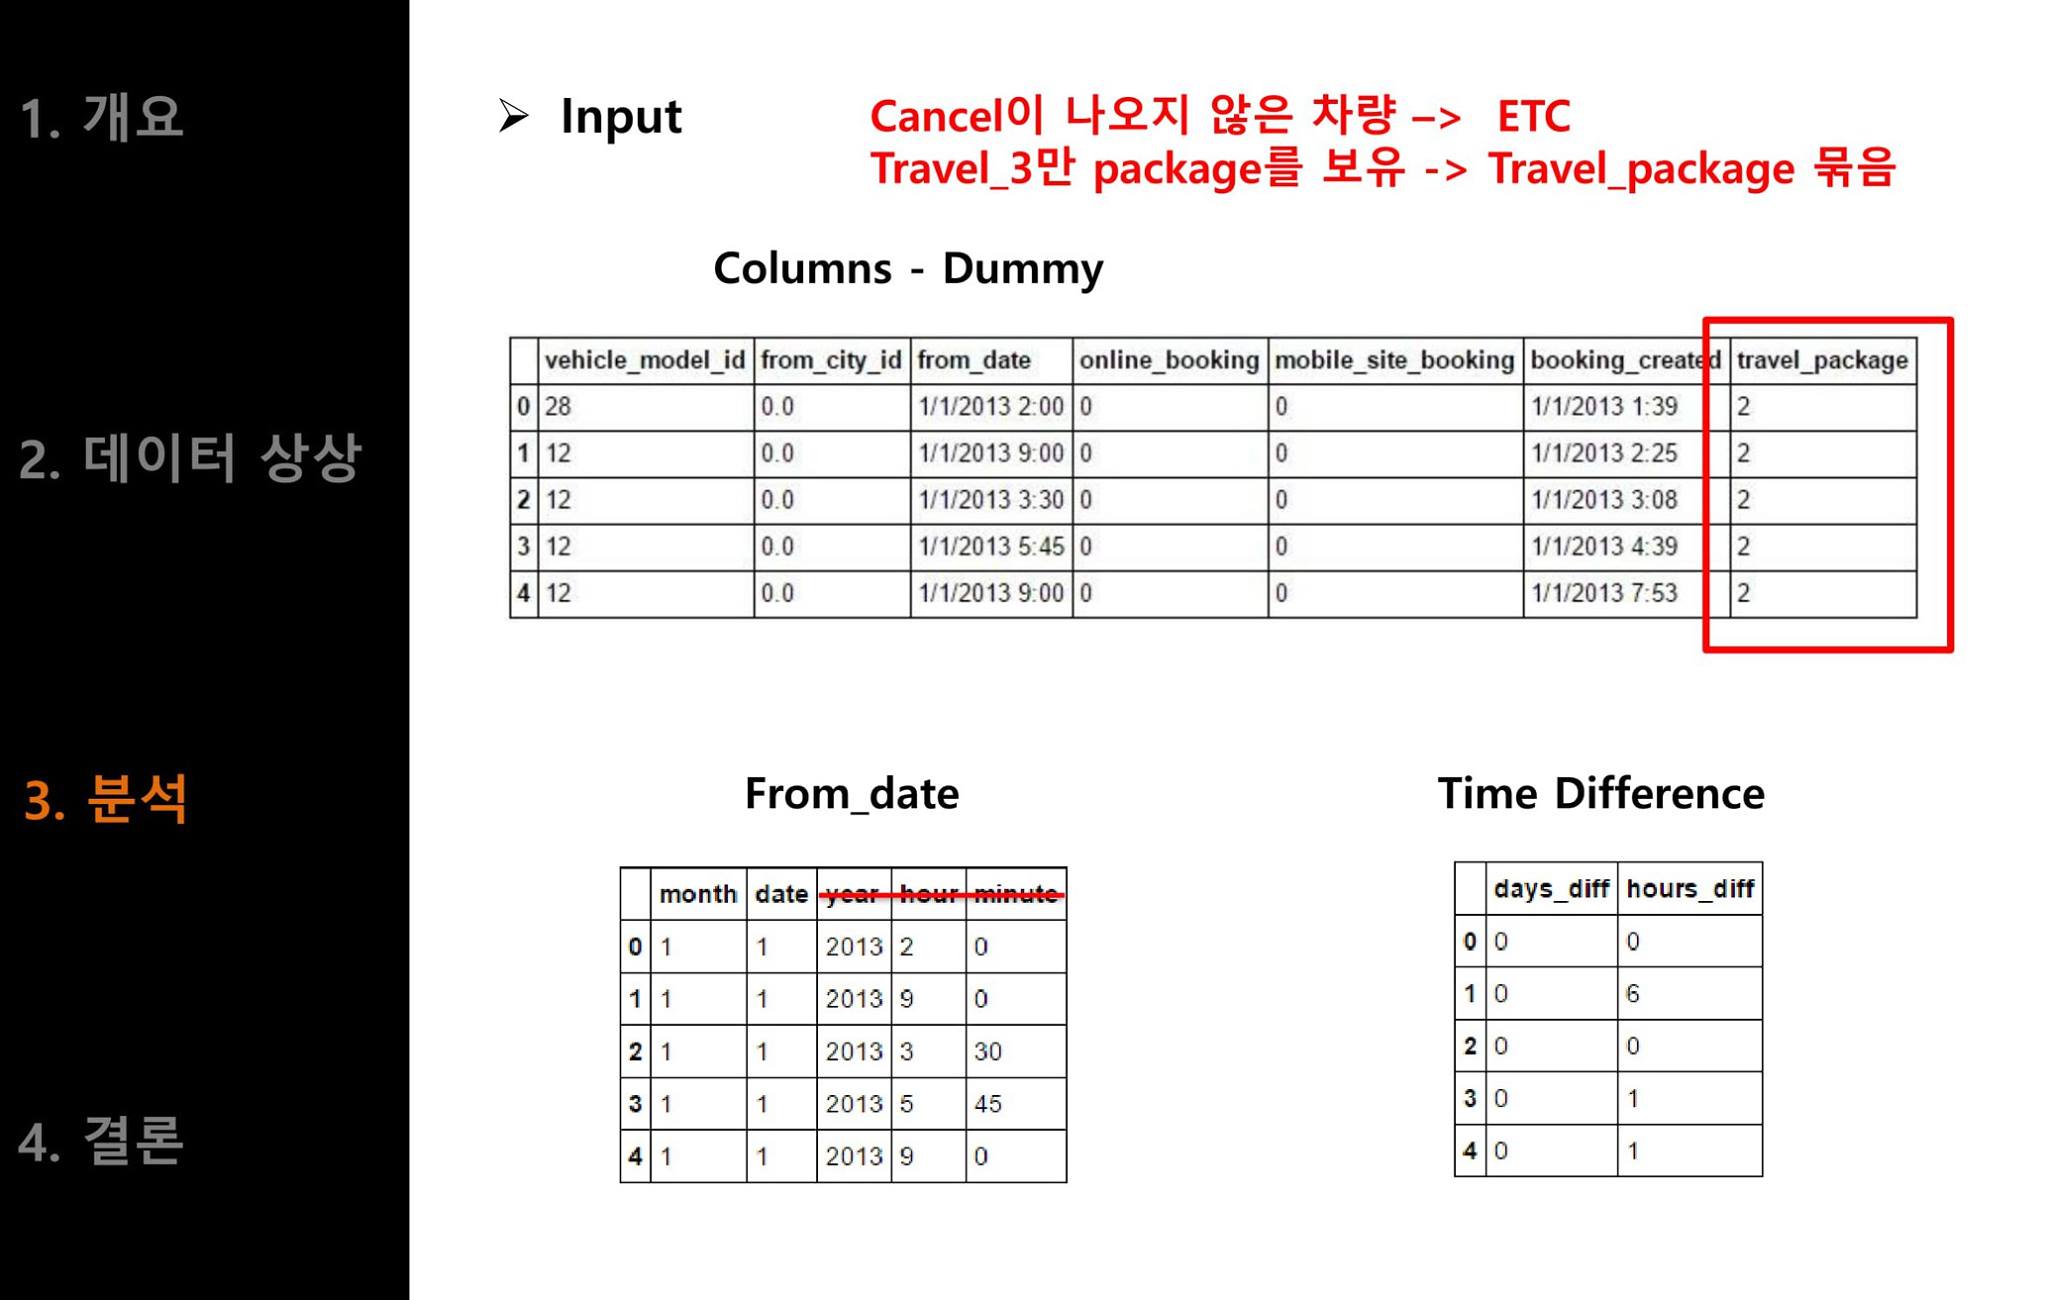 1. 개요
2. 데이터 상상
3. 분석
4. 결론
➢ Input
Cancel이 나오지 않은 차량 –> ETC
Travel_3만 package를 보유 -> Travel_package 묶음
Columns - Dummy
vehicle_model_id from_city_id from_date online_booking mobile_site_booking booking_created travel_package
0 28 0.0 1/1/2013 2:00 0 0 1/1/2013 1:39 2
1 12 0.0 1/1/2013 9:00 0 0 1/1/2013 2:25 2
2 12 0.0 1/1/2013 3:30 0 0 1/1/2013 3:08 2
3 12 0.0 1/1/2013 5:45 0 0 1/1/2013 4:39 2
4 12 0.0 1/1/2013 9:00 0 0 1/1/2013 7:53 2
From_date
month date year hour minute
0 1 1 2013 2 0
1 1 1 2013 9 0
2 1 1 2013 3 30
3 1 1 2013 5 45
4 1 1 2013 9 0
Time Difference
days_diff hours_diff
0 0 0
1 0 6
2 0 0
3 0 1
4 0 1